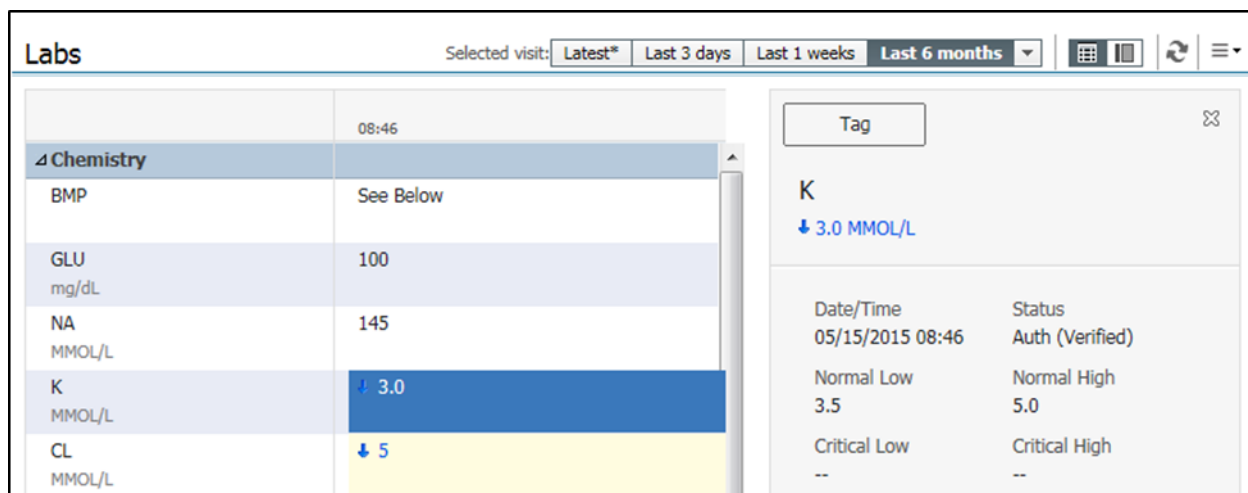 Labs
Selected visit: Latest* Last 3 days Last 1 weeks Last 6 months
08:46
Chemistry
BMP See Below
GLU 100
mg/dL
NA 145
MMOL/L
K 3.0
MMOL/L
CL 5
MMOL/L
Tag
K
3.0 MMOL/L
Date/Time Status
05/15/2015 08:46 Auth (Verified)
Normal Low Normal High
3.5 5.0
Critical Low Critical High
-- --